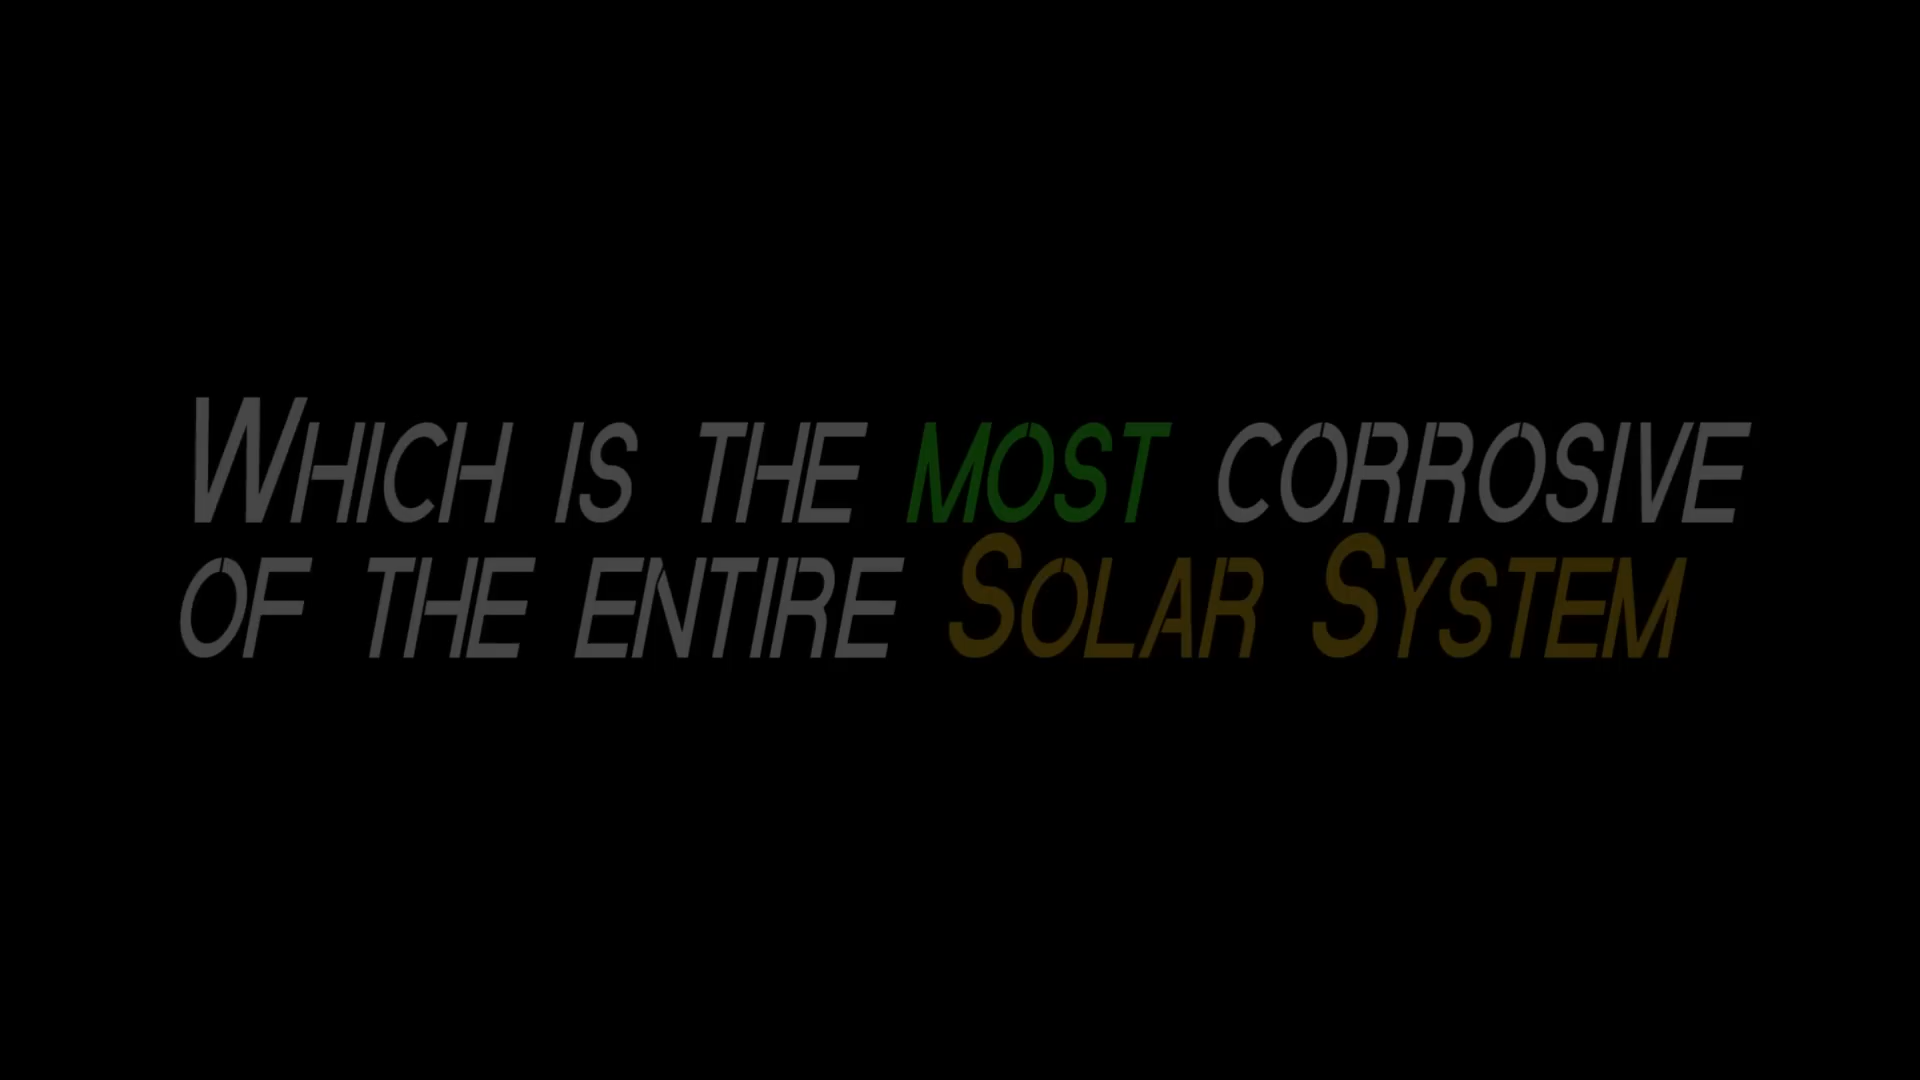 Which is the most corrosive
of the entire Solar System